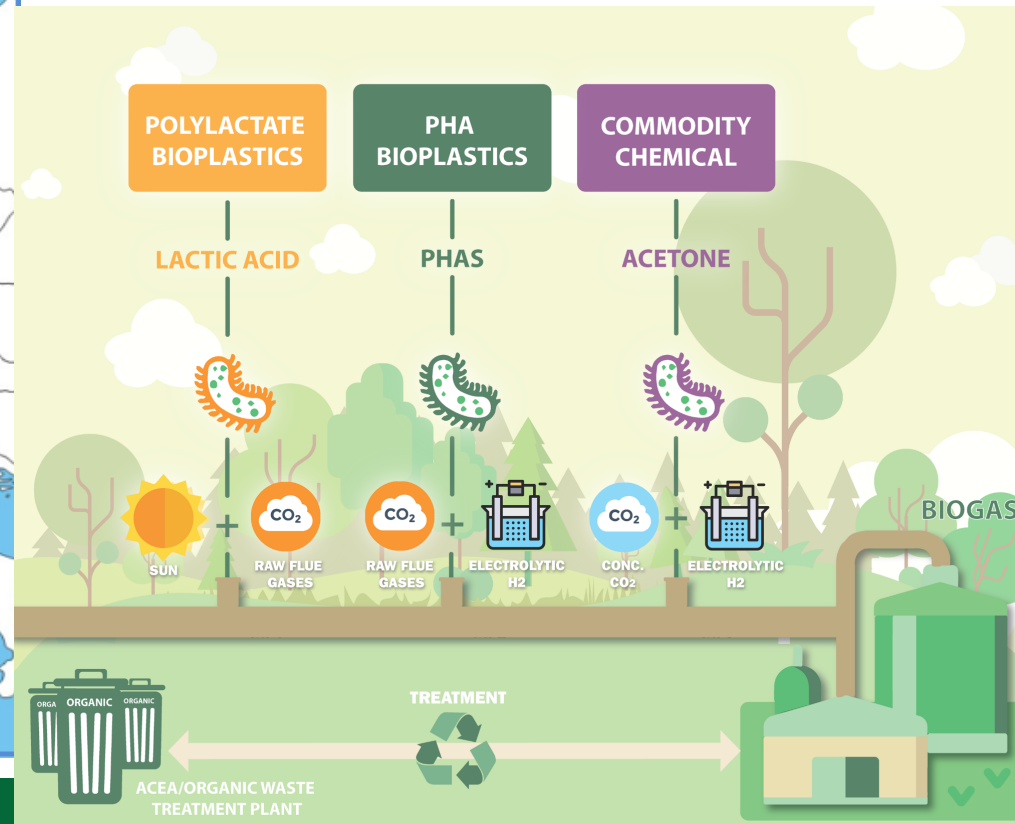 POLYLACTATE
BIOPLASTICS
PHA
BIOPLASTICS
COMMODITY
CHEMICAL
LACTIC ACID
PHAS
ACETONE
CO₂
CO₂
CO₂
+ -
+ -
+
+
+
SUN
RAW FLUE
GASES
RAW FLUE
GASES
ELECTROLYTIC
H2
CONC.
CO₂
ELECTROLYTIC
H2
BIOGAS
ORGA
ORGANIC
ORGANIC
TREATMENT
ACEA/ORGANIC WASTE
TREATMENT PLANT